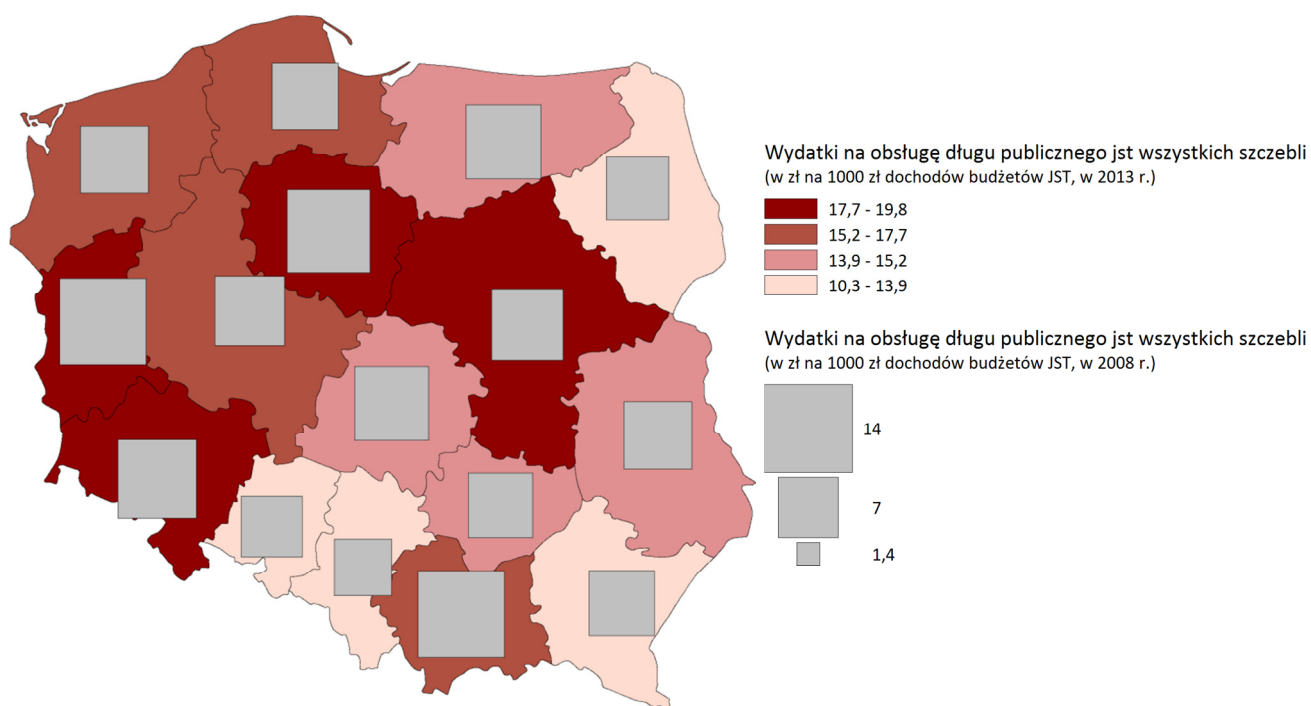 Wydatki na obsługę długu publicznego jst wszystkich szczebli
(w zł na 1000 zł dochodów budżetów JST, w 2013 r.)
17,7 - 19,8
15,2 - 17,7
13,9 - 15,2
10,3 - 13,9
Wydatki na obsługę długu publicznego jst wszystkich szczebli
(w zł na 1000 zł dochodów budżetów JST, w 2008 r.)
14
7
1,4